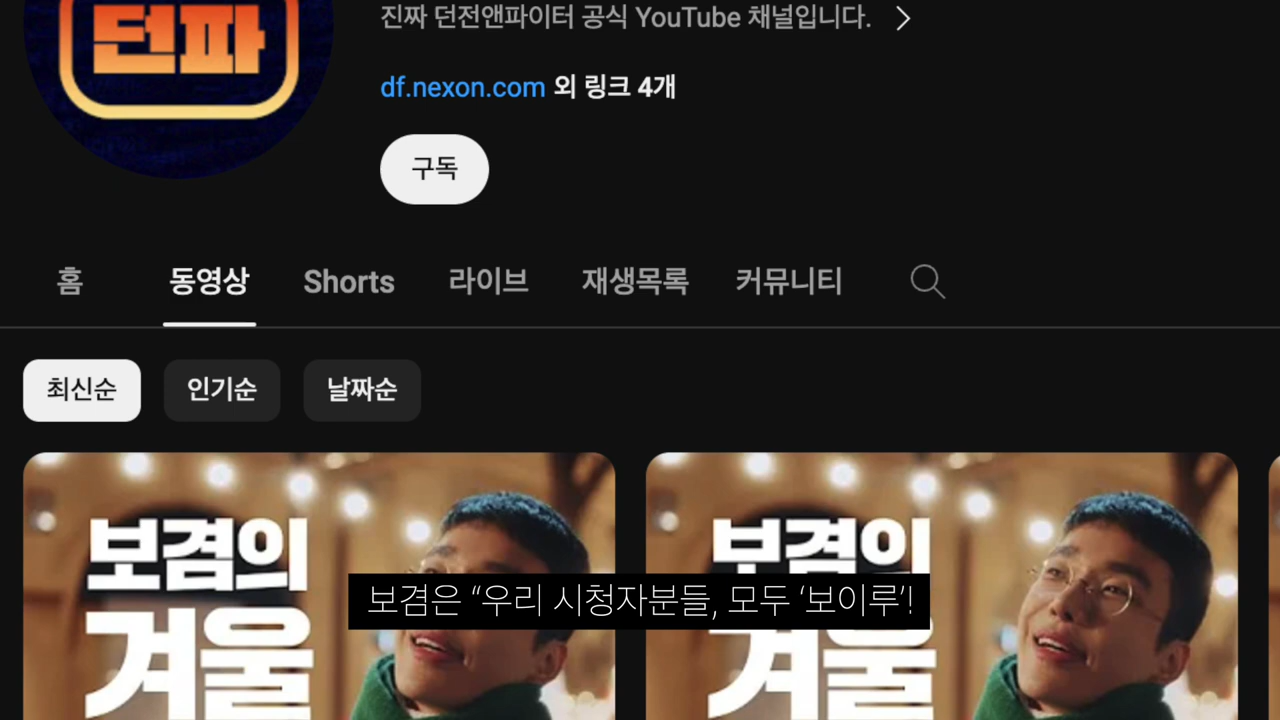 던파
진짜 던전앤파이터 공식 YouTube 채널입니다.
df.nexon.com 외 링크 4개
구독
홈 동영상 Shorts 라이브 재생목록 커뮤니티
최신순 인기순 날짜순
보겸의 보겸의
겨울 겨울
보겸은 “우리 시청자분들, 모두 ‘보이루’!